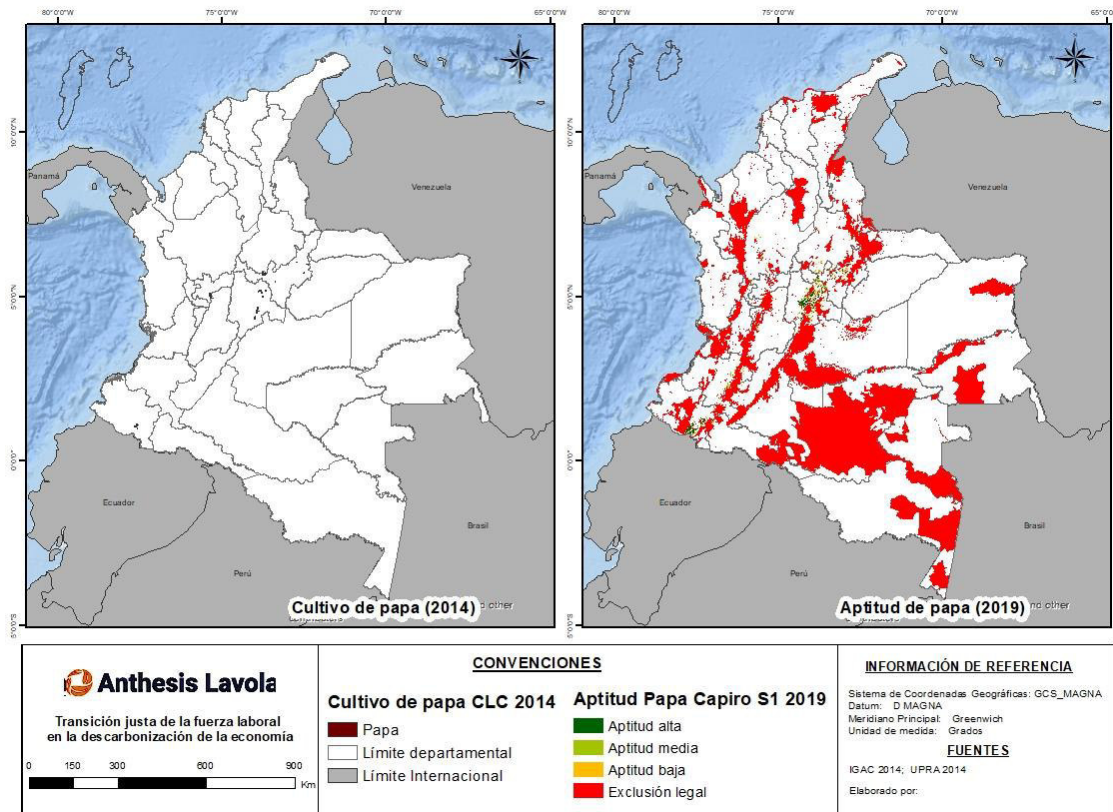 80°0'0"W 75°0'0"W 70°0'0"W 65°0'0"W
80°0'0"W 75°0'0"W 70°0'0"W 65°0'0"W
10°0'0"N
5°0'0"N
0°0'0"
5°0'0"S
10°0'0"N
5°0'0"N
0°0'0"
5°0'0"S
Panamá
Venezuela
Ecuador
Perú
Brasil
Cultivo de papa (2014)
nd other
Panamá
Venezuela
Ecuador
Perú
Brasil
Aptitud de papa (2019)
nd other
Anthesis Lavola
Transición justa de la fuerza laboral
en la descarbonización de la economía
0 150 300 600 900
Km
CONVENCIONES
Cultivo de papa CLC 2014
Papa
Límite departamental
Límite Internacional
Aptitud Papa Capiro S1 2019
Aptitud alta
Aptitud media
Aptitud baja
Exclusión legal
INFORMACIÓN DE REFERENCIA
Sistema de Coordenadas Geográficas: GCS_MAGNA
Datum: D MAGNA
Meridiano Principal: Greenwich
Unidad de medida: Grados
FUENTES
IGAC 2014; UPRA 2014
Elaborado por: